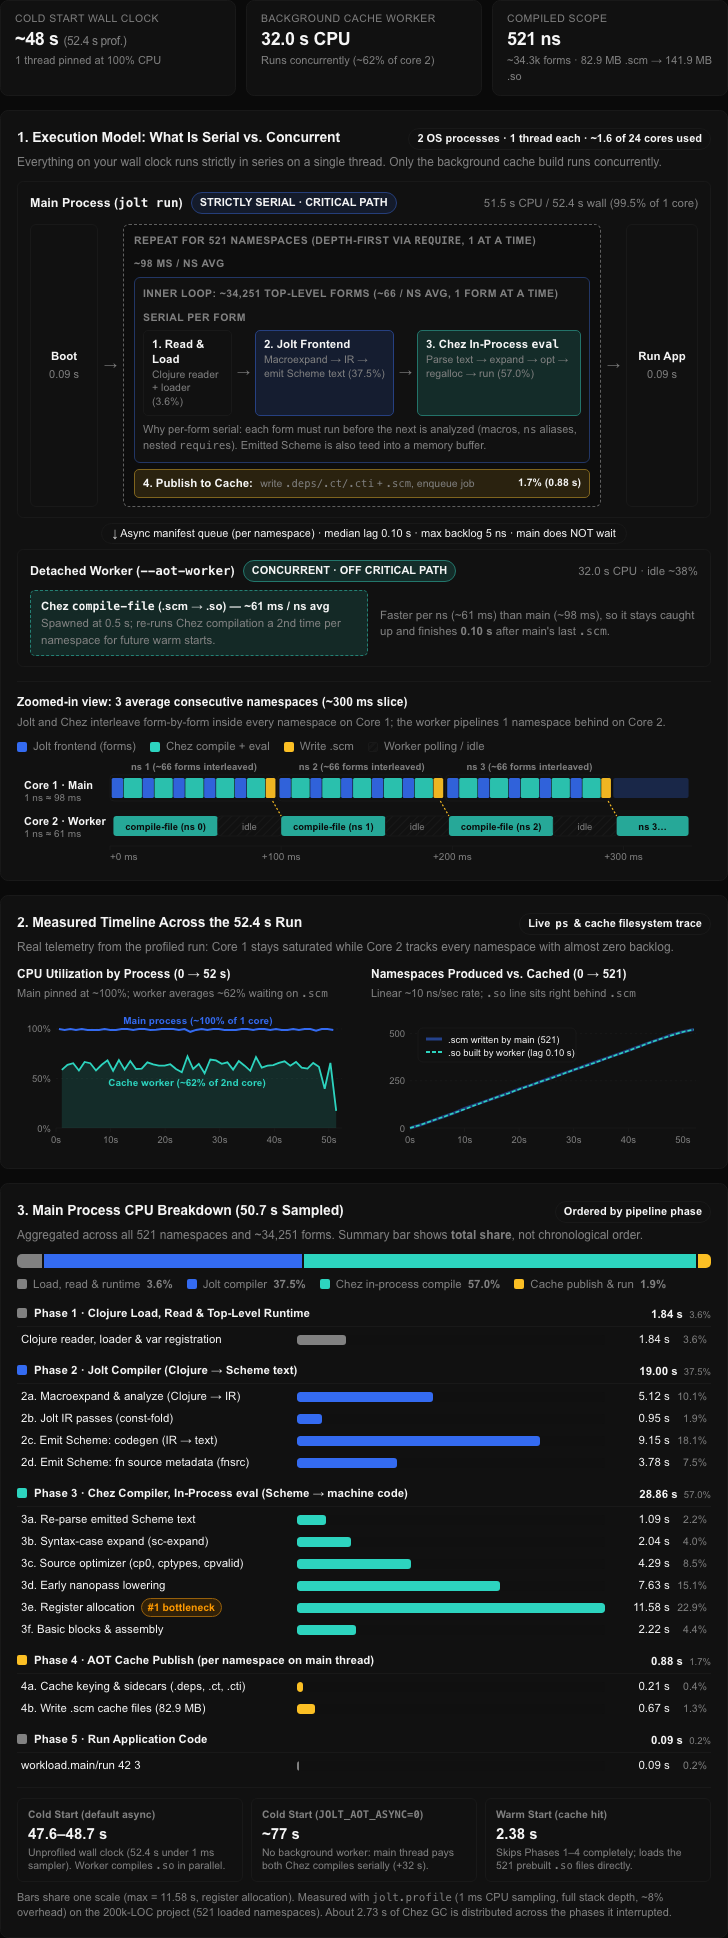 COLD START WALL CLOCK
~48 s (52.4 s prof.)
1 thread pinned at 100% CPU
BACKGROUND CACHE WORKER
32.0 s CPU
Runs concurrently (~62% of core 2)
COMPILED SCOPE
521 ns
~34.3k forms · 82.9 MB .scm → 141.9 MB
.so
1. Execution Model: What Is Serial vs. Concurrent
2 OS processes · 1 thread each · ~1.6 of 24 cores used
Everything on your wall clock runs strictly in series on a single thread. Only the background cache build runs concurrently.
Main Process (jolt run)
STRICTLY SERIAL · CRITICAL PATH
51.5 s CPU / 52.4 s wall (99.5% of 1 core)
Boot
0.09 s
→
REPEAT FOR 521 NAMESPACES (DEPTH-FIRST VIA REQUIRE, 1 AT A TIME)
~98 MS / NS AVG
INNER LOOP: ~34,251 TOP-LEVEL FORMS (~66 / NS AVG, 1 FORM AT A TIME)
SERIAL PER FORM
1. Read &
Load
Clojure reader
+ loader
(3.6%)
→
2. Jolt Frontend
Macroexpand → IR →
emit Scheme text (37.5%)
→
3. Chez In-Process eval
Parse text → expand → opt →
regalloc → run (57.0%)
Why per-form serial: each form must run before the next is analyzed (macros, ns aliases,
nested requires). Emitted Scheme is also teed into a memory buffer.
4. Publish to Cache: write .deps/.ct/.cti + .scm, enqueue job
1.7% (0.88 s)
→
Run App
0.09 s
↓ Async manifest queue (per namespace) · median lag 0.10 s · max backlog 5 ns · main does NOT wait
Detached Worker (--aot-worker)
CONCURRENT · OFF CRITICAL PATH
32.0 s CPU · idle ~38%
Chez compile-file (.scm → .so) — ~61 ms / ns avg
Spawned at 0.5 s; re-runs Chez compilation a 2nd time per
namespace for future warm starts.
Faster per ns (~61 ms) than main (~98 ms), so it stays caught
up and finishes 0.10 s after main's last .scm.
Zoomed-in view: 3 average consecutive namespaces (~300 ms slice)
Jolt and Chez interleave form-by-form inside every namespace on Core 1; the worker pipelines 1 namespace behind on Core 2.
Jolt frontend (forms)
Chez compile + eval
Write .scm
Worker polling / idle
ns 1 (~66 forms interleaved)
ns 2 (~66 forms interleaved)
ns 3 (~66 forms interleaved)
Core 1 · Main
1 ns ≈ 98 ms
Core 2 · Worker
1 ns ≈ 61 ms
compile-file (ns 0)
idle
compile-file (ns 1)
idle
compile-file (ns 2)
idle
ns 3…
+0 ms
+100 ms
+200 ms
+300 ms
2. Measured Timeline Across the 52.4 s Run
Live ps & cache filesystem trace
Real telemetry from the profiled run: Core 1 stays saturated while Core 2 tracks every namespace with almost zero backlog.
CPU Utilization by Process (0 → 52 s)
Main pinned at ~100%; worker averages ~62% waiting on .scm
Main process (~100% of 1 core)
100%
50%
0%
Cache worker (~62% of 2nd core)
0s
10s
20s
30s
40s
50s
Namespaces Produced vs. Cached (0 → 521)
Linear ~10 ns/sec rate; .so line sits right behind .scm
500
250
0
.scm written by main (521)
.so built by worker (lag 0.10 s)
0s
10s
20s
30s
40s
50s
3. Main Process CPU Breakdown (50.7 s Sampled)
Ordered by pipeline phase
Aggregated across all 521 namespaces and ~34,251 forms. Summary bar shows total share, not chronological order.
Load, read & runtime 3.6%
Jolt compiler 37.5%
Chez in-process compile 57.0%
Cache publish & run 1.9%
Phase 1 · Clojure Load, Read & Top-Level Runtime 1.84 s 3.6%
Clojure reader, loader & var registration 1.84 s 3.6%
Phase 2 · Jolt Compiler (Clojure → Scheme text) 19.00 s 37.5%
2a. Macroexpand & analyze (Clojure → IR) 5.12 s 10.1%
2b. Jolt IR passes (const-fold) 0.95 s 1.9%
2c. Emit Scheme: codegen (IR → text) 9.15 s 18.1%
2d. Emit Scheme: fn source metadata (fnsrc) 3.78 s 7.5%
Phase 3 · Chez Compiler, In-Process eval (Scheme → machine code) 28.86 s 57.0%
3a. Re-parse emitted Scheme text 1.09 s 2.2%
3b. Syntax-case expand (sc-expand) 2.04 s 4.0%
3c. Source optimizer (cp0, cptypes, cpvalid) 4.29 s 8.5%
3d. Early nanopass lowering 7.63 s 15.1%
3e. Register allocation #1 bottleneck 11.58 s 22.9%
3f. Basic blocks & assembly 2.22 s 4.4%
Phase 4 · AOT Cache Publish (per namespace on main thread) 0.88 s 1.7%
4a. Cache keying & sidecars (.deps, .ct, .cti) 0.21 s 0.4%
4b. Write .scm cache files (82.9 MB) 0.67 s 1.3%
Phase 5 · Run Application Code 0.09 s 0.2%
workload.main/run 42 3 0.09 s 0.2%
Cold Start (default async)
47.6–48.7 s
Unprofiled wall clock (52.4 s under 1 ms
sampler). Worker compiles .so in parallel.
Cold Start (JOLT_AOT_ASYNC=0)
~77 s
No background worker: main thread pays
both Chez compiles serially (+32 s).
Warm Start (cache hit)
2.38 s
Skips Phases 1–4 completely; loads the
521 prebuilt .so files directly.
Bars share one scale (max = 11.58 s, register allocation). Measured with jolt.profile (1 ms CPU sampling, full stack depth, ~8%
overhead) on the 200k-LOC project (521 loaded namespaces). About 2.73 s of Chez GC is distributed across the phases it interrupted.